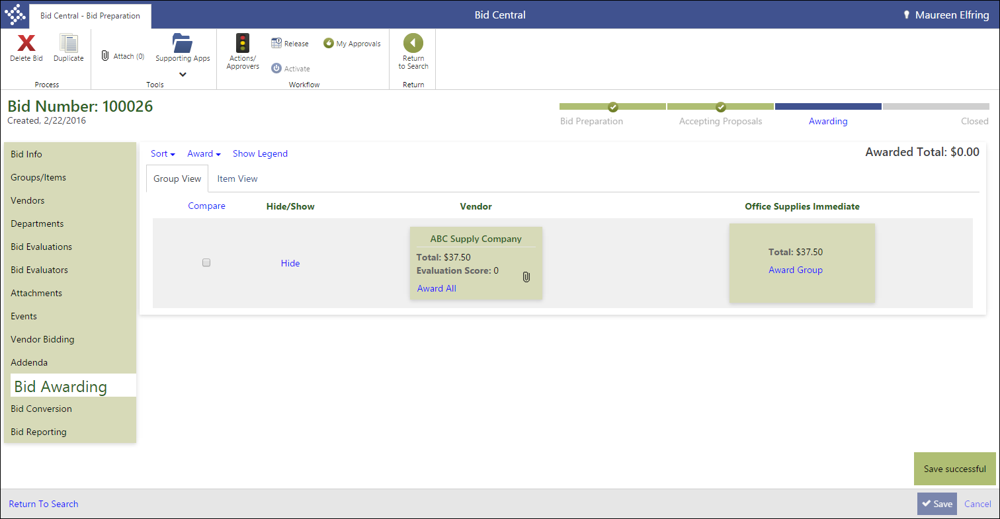 Bid Central - Bid Preparation
Bid Central
Maureen Elfring
Delete Bid
Duplicate
Process
Attach (0)
Supporting Apps
Tools
Actions/
Approvers
Release
My Approvals
Activate
Workflow
Return
to Search
Return
Bid Number: 100026
Created, 2/22/2016
Bid Preparation
Accepting Proposals
Awarding
Closed
Bid Info
Groups/Items
Vendors
Departments
Bid Evaluations
Bid Evaluators
Attachments
Events
Vendor Bidding
Addenda
Bid Awarding
Bid Conversion
Bid Reporting
Sort
Award
Show Legend
Awarded Total: $0.00
Group View
Item View
Compare
Hide/Show
Vendor
Office Supplies Immediate
Hide
ABC Supply Company
Total: $37.50
Evaluation Score: 0
Award All
Total: $37.50
Award Group
Save successful
Return To Search
Save
Cancel